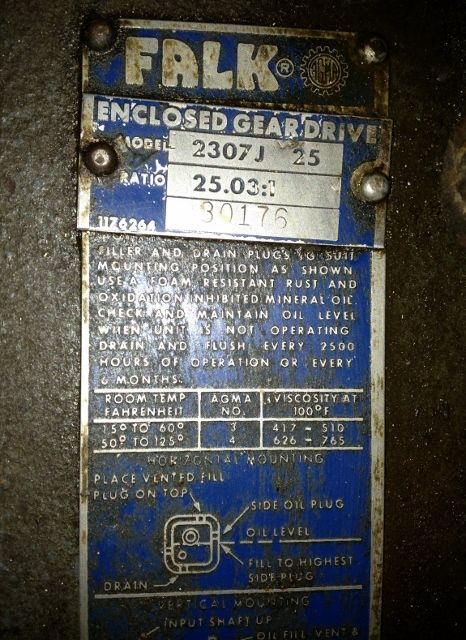 FALK®
ENCLOSED GEAR DRIVE
MODEL 2307J 25
RATIO 25.03:1
80176
1176264
FILLER AND DRAIN PLUGS TO SUIT
MOUNTING POSITION AS SHOWN
USE A FOAM RESISTANT RUST AND
OXIDATION INHIBITED MINERAL OIL.
CHECK AND MAINTAIN OIL LEVEL
WHEN UNIT IS NOT OPERATING
DRAIN AND FLUSH EVERY 2500
HOURS OF OPERATION OR EVERY
6 MONTHS.
ROOM TEMP FAHRENHEIT
AGMA NO.
VISCOSITY AT 100°F
15° TO 60° 3 417 - 510
50° TO 125° 4 626 - 765
HORIZONTAL MOUNTING
PLACE VENTED FILL
PLUG ON TOP
SIDE OIL PLUG
OIL LEVEL
FILL TO HIGHEST
SIDE PLUG
DRAIN
VERTICAL MOUNTING
INPUT SHAFT UP
OIL FILL-VENT &